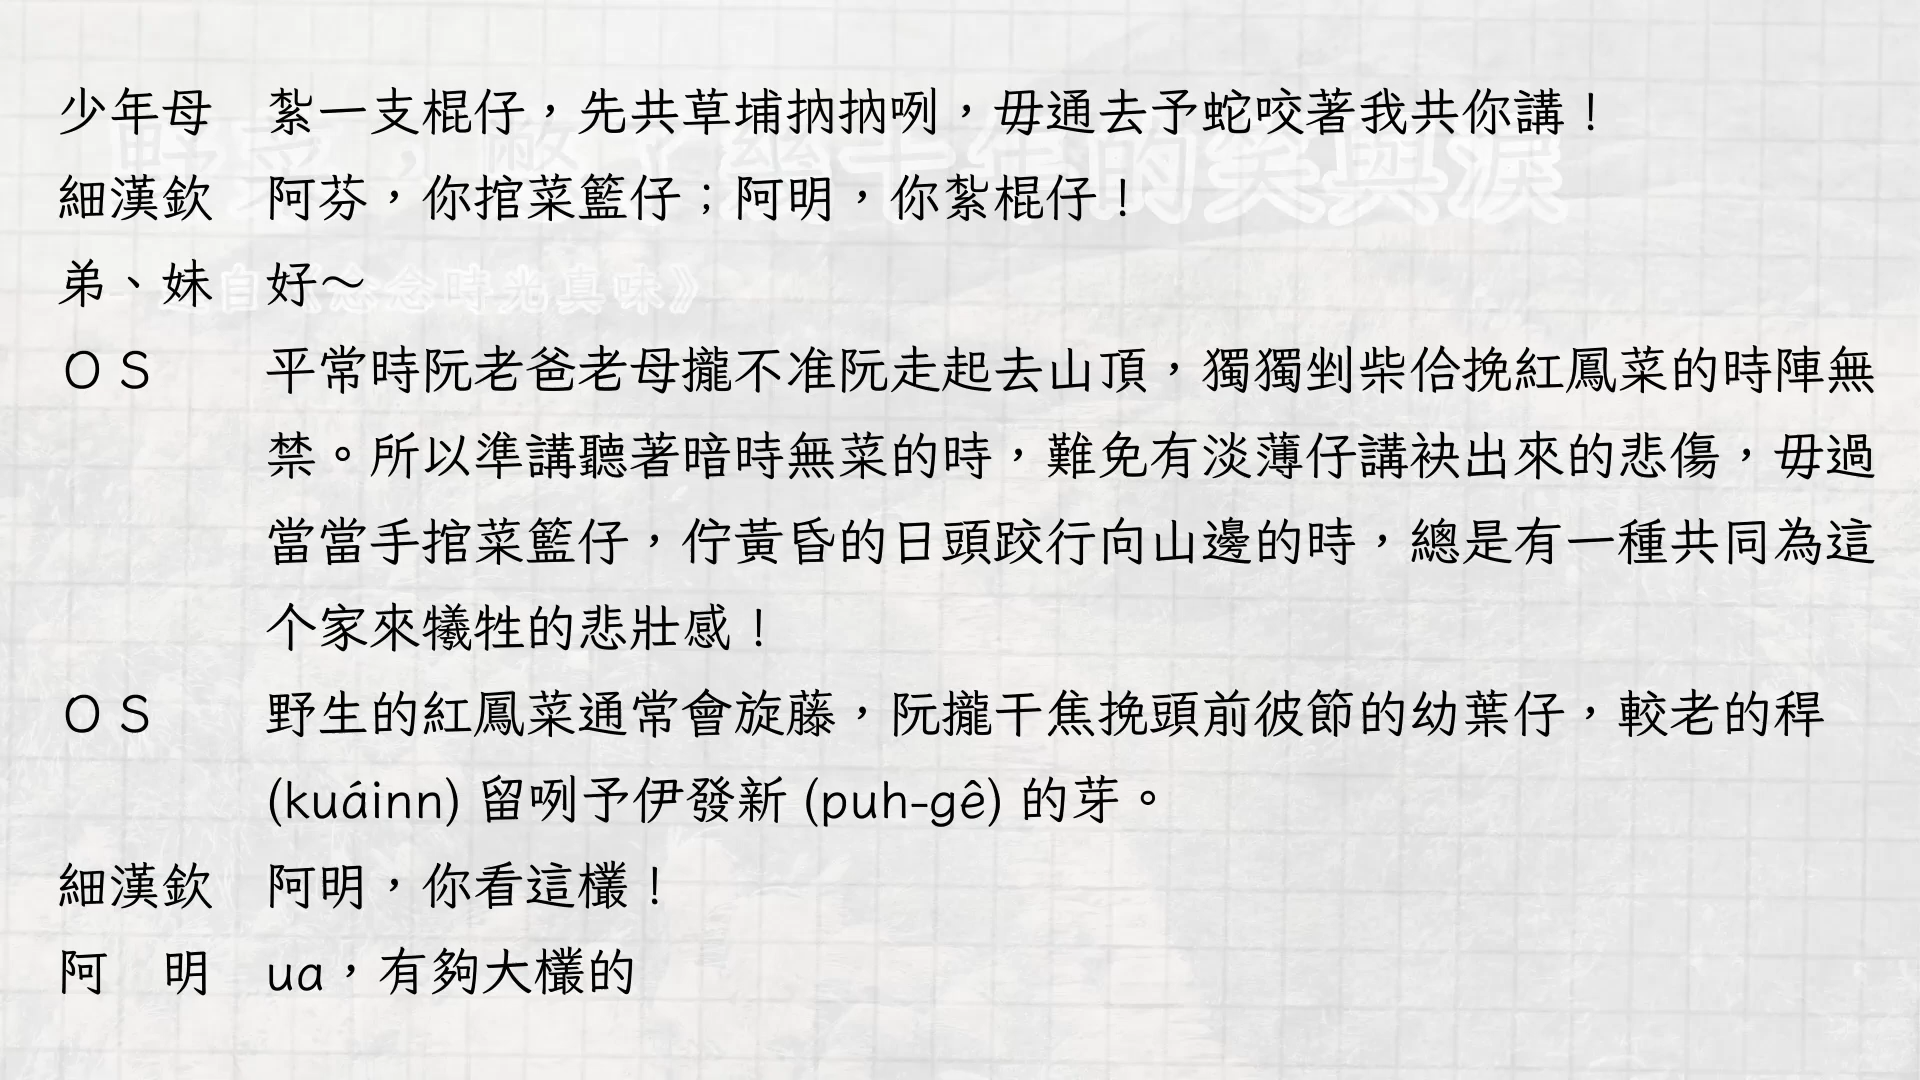 少年母　紮一支棍仔，先共草埔抐抐咧，毋通去予蛇咬著我共你講！
細漢欽　阿芬，你捾菜籃仔；阿明，你紮棍仔！
弟、妹　好～
ＯＳ　　平常時阮老爸老母攏不准阮走起去山頂，獨獨剉柴佮挽紅鳳菜的時陣無
禁。所以準講聽著暗時無菜的時，難免有淡薄仔講袂出來的悲傷，毋過
當當手捾菜籃仔，佇黃昏的日頭跤行向山邊的時，總是有一種共同為這
个家來犧牲的悲壯感！
ＯＳ　　野生的紅鳳菜通常會旋藤，阮攏干焦挽頭前彼節的幼葉仔，較老的稈
(kuáinn) 留咧予伊發新 (puh-gê) 的芽。
細漢欽　阿明，你看這欉！
阿　明　ua，有夠大欉的